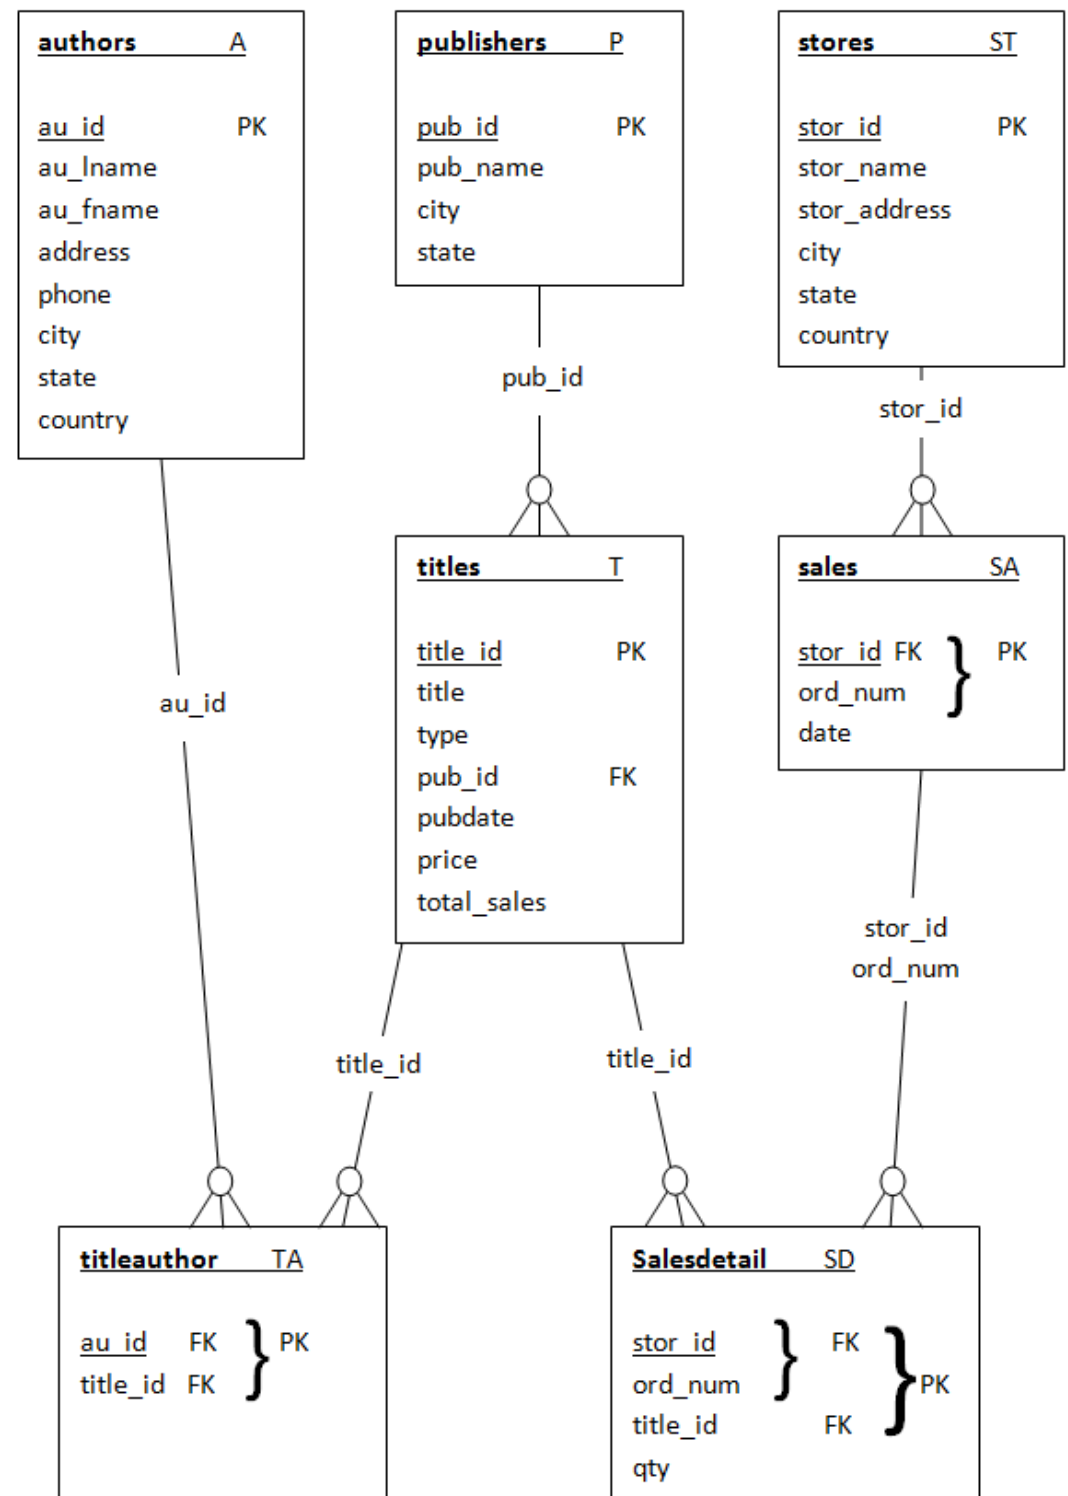 authors A
au_id PK
au_lname
au_fname
address
phone
city
state
country
publishers P
pub_id PK
pub_name
city
state
stores ST
stor_id PK
stor_name
stor_address
city
state
country
pub_id
stor_id
au_id
titles T
title_id PK
title
type
pub_id FK
pubdate
price
total_sales
sales SA
stor_id FK } PK
ord_num
date
stor_id
ord_num
title_id
title_id
titleauthor TA
au_id FK } PK
title_id FK
Salesdetail SD
stor_id } FK
ord_num } PK
title_id FK
qty